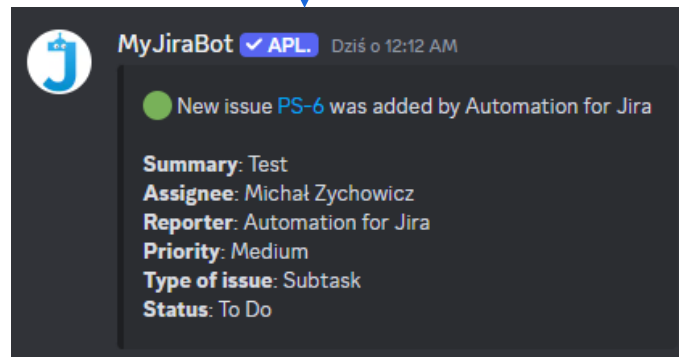 MyJiraBot ✓ APL. Dziś o 12:12 AM
New issue PS-6 was added by Automation for Jira
Summary: Test
Assignee: Michał Zychowicz
Reporter: Automation for Jira
Priority: Medium
Type of issue: Subtask
Status: To Do